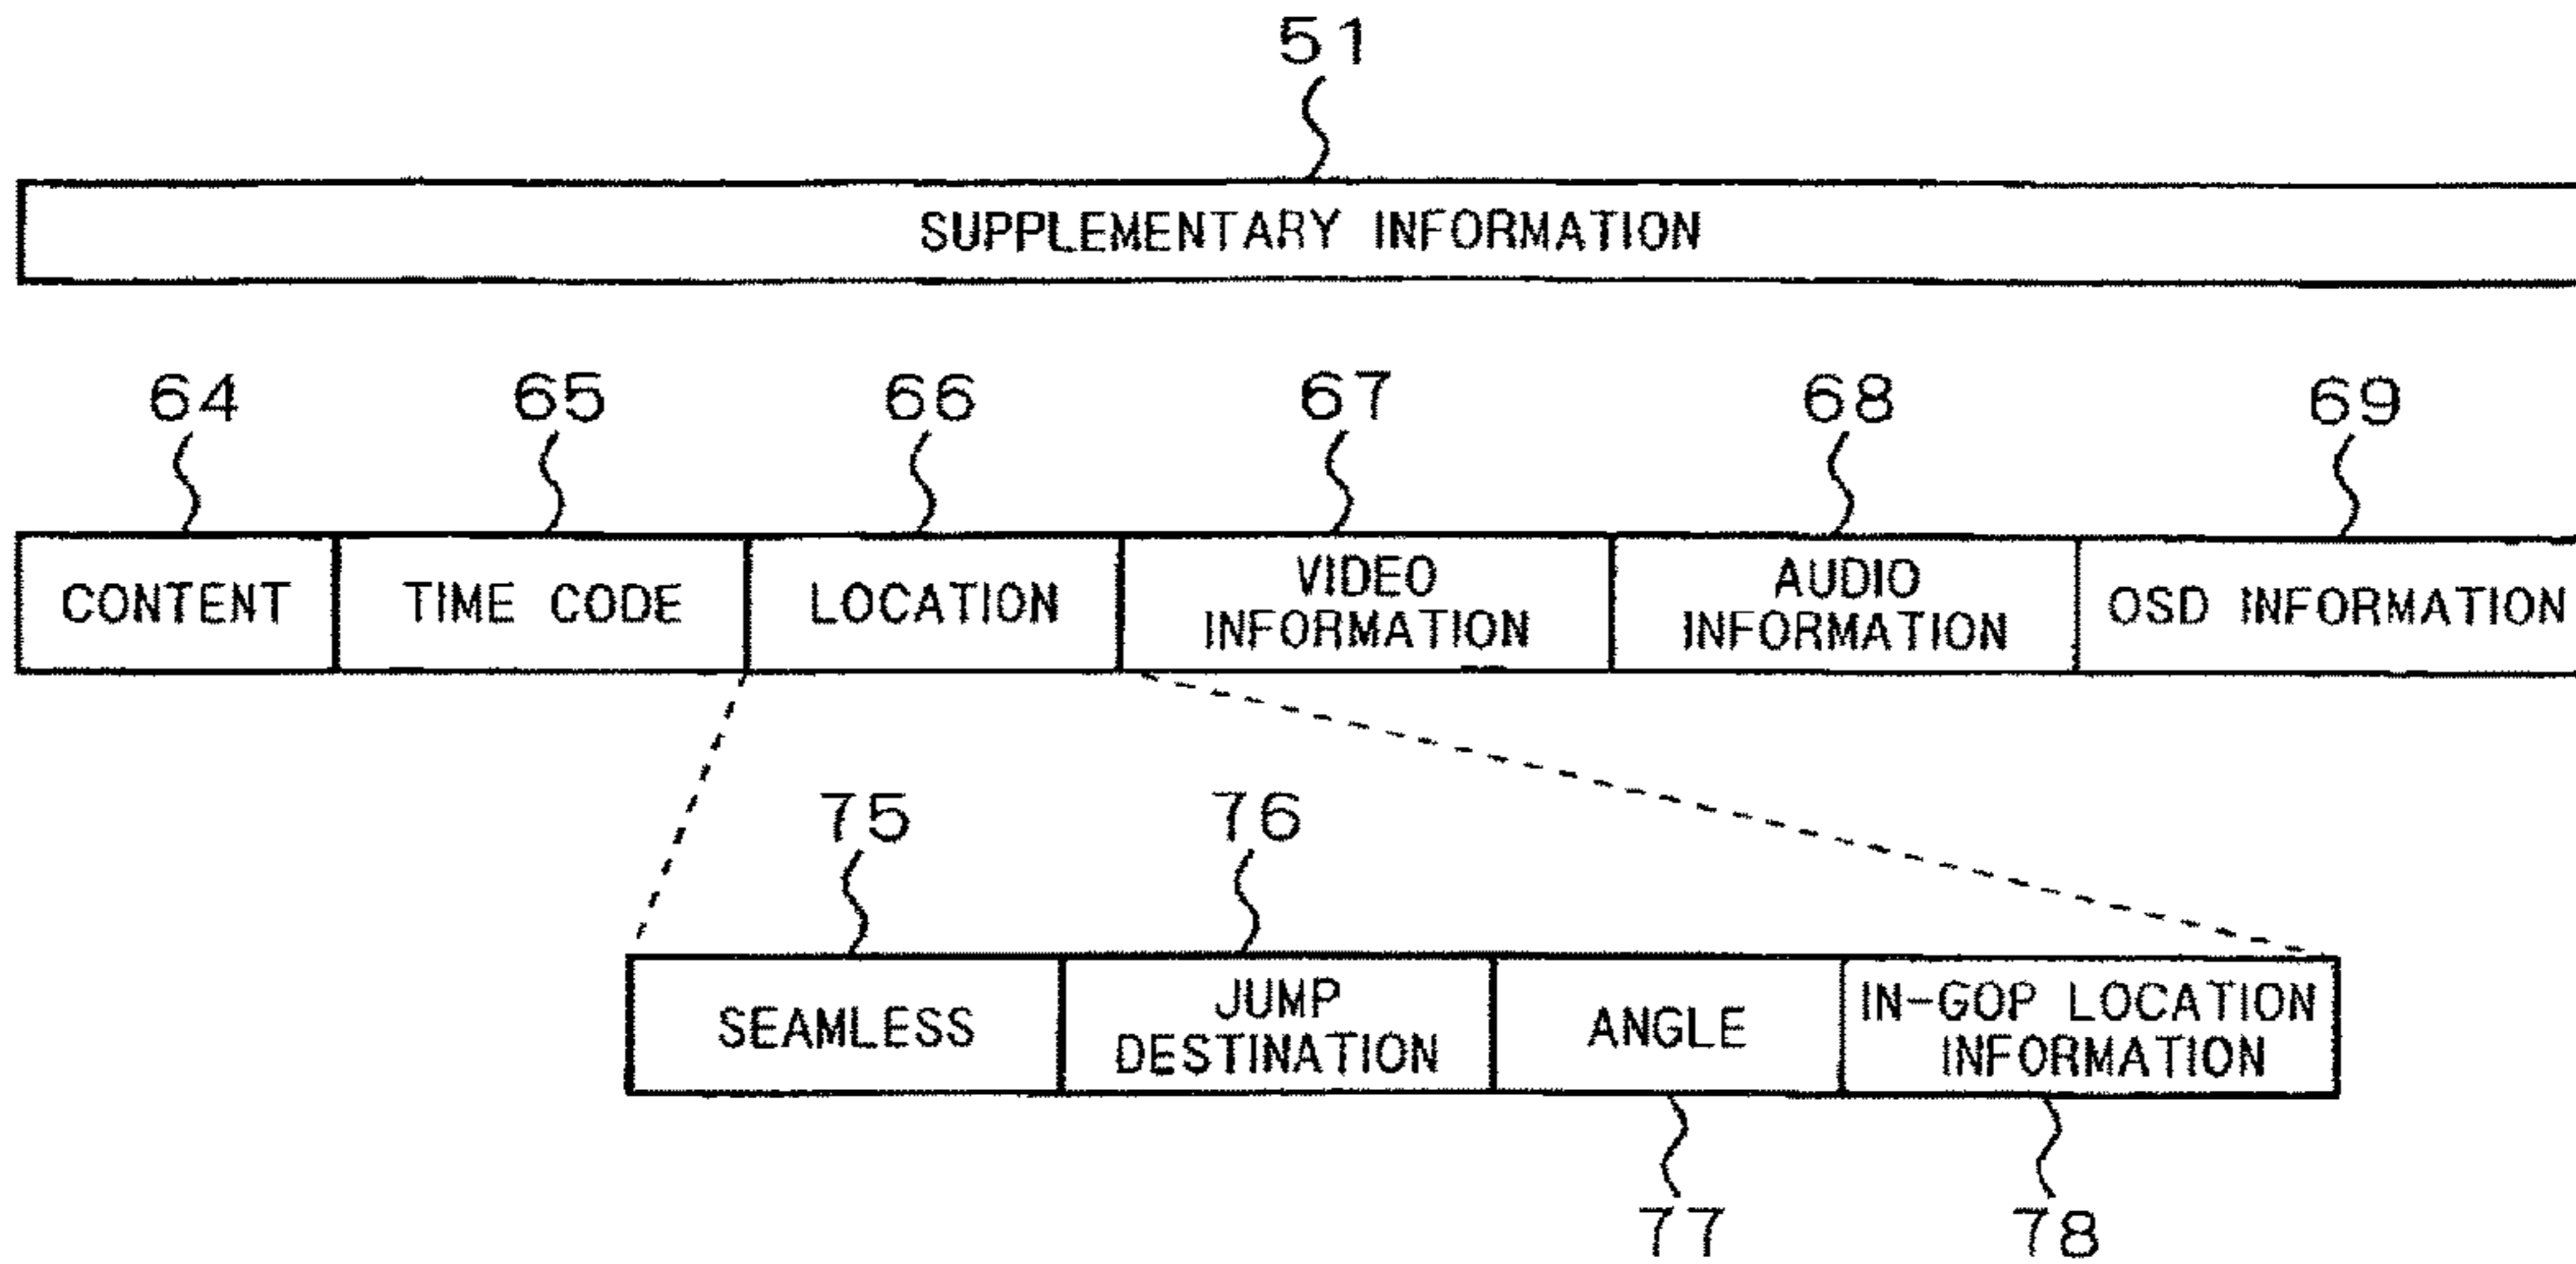 51
SUPPLEMENTARY INFORMATION
64 65 66 67 68 69
CONTENT
TIME CODE
LOCATION
VIDEO
INFORMATION
AUDIO
INFORMATION
OSD INFORMATION
75 76
SEAMLESS
JUMP
DESTINATION
ANGLE
IN-GOP LOCATION
INFORMATION
77 78